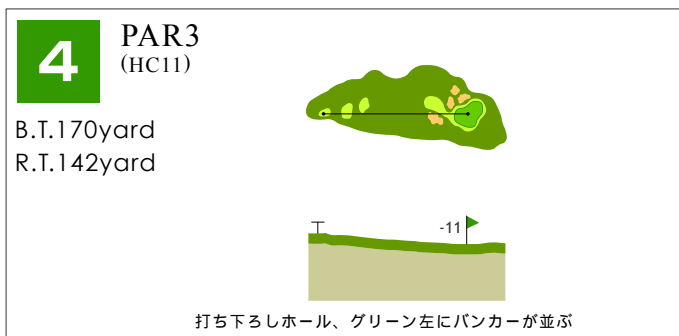 4
PAR3
(HC11)
B.T.170yard
R.T.142yard
-11
打ち下ろしホール、グリーン左にバンカーが並ぶ